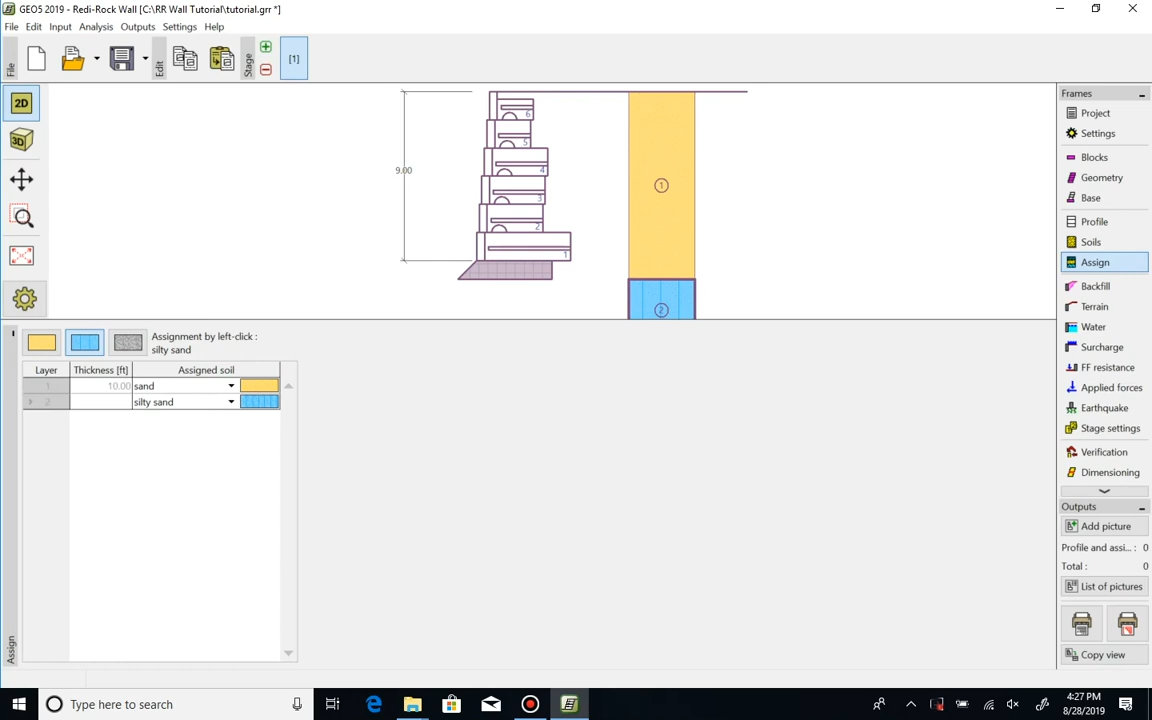 GEO5 2019 - Redi-Rock Wall [C:\RR Wall Tutorial\tutorial.grr *]
File Edit Input Analysis Outputs Settings Help
File
Edit
Stage
[1]
2D
3D
9.00
6
5
4
3
2
1
1
2
Frames
Project
Settings
Blocks
Geometry
Base
Profile
Soils
Assign
Backfill
Terrain
Water
Surcharge
FF resistance
Applied forces
Earthquake
Stage settings
Verification
Dimensioning
Outputs
Add picture
Profile and assi... : 0
Total : 0
List of pictures
Copy view
Assignment by left-click :
silty sand
Layer Thickness [ft] Assigned soil
1 10.00 sand
2 silty sand
Assign
Type here to search
4:27 PM
8/28/2019